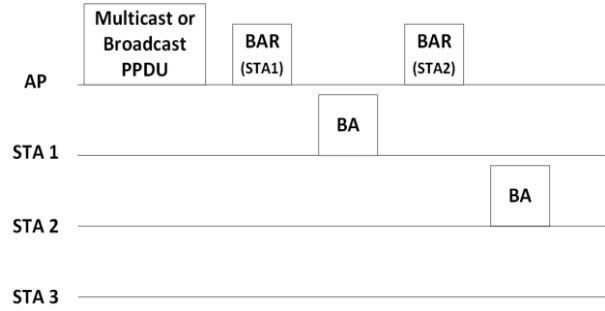 Multicast or
Broadcast
PPDU
BAR
(STA1)
BAR
(STA2)
AP
BA
STA 1
BA
STA 2
STA 3